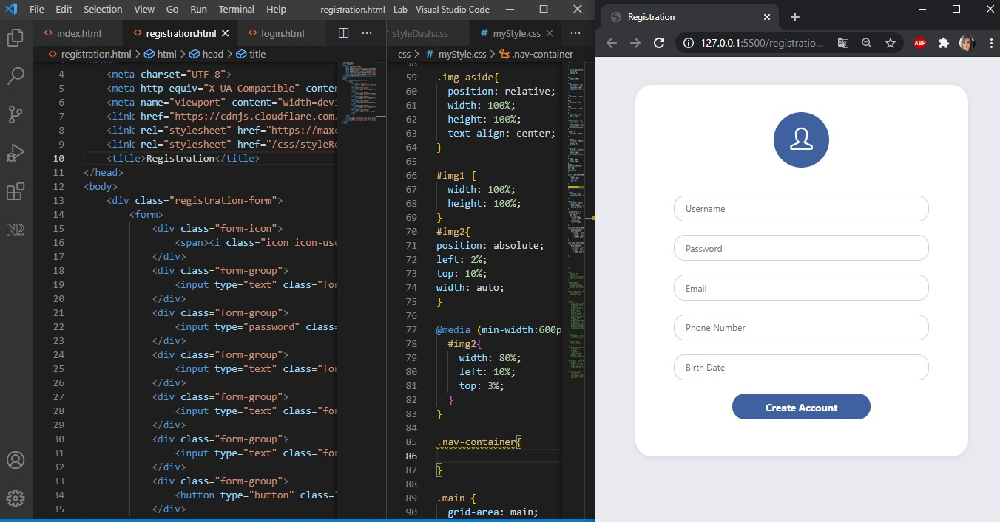 File Edit Selection View Go Run Terminal Help registration.html - Lab - Visual Studio Code
index.html registration.html login.html styleDash.css myStyle.css
registration.html > html > head > title
4 <meta charset="UTF-8">
5 <meta http-equiv="X-UA-Compatible" conter
6 <meta name="viewport" content="width=devi
7 <link href="https://cdnjs.cloudflare.com/
8 <link rel="stylesheet" href="https://maxc
9 <link rel="stylesheet" href="/css/styleRe
10 <title>Registration</title>
11 </head>
12 <body>
13 <div class="registration-form">
14 <form>
15 <div class="form-icon">
16 <span><i class="icon icon-use
17 </div>
18 <div class="form-group">
19 <input type="text" class="for
20 </div>
21 <div class="form-group">
22 <input type="password" class=
23 </div>
24 <div class="form-group">
25 <input type="text" class="for
26 </div>
27 <div class="form-group">
28 <input type="text" class="for
29 </div>
30 <div class="form-group">
31 <input type="text" class="for
32 </div>
33 <div class="form-group">
34 <button type="button" class="
35 </div>
css > # myStyle.css > .nav-container
58
59 .img-aside{
60 position: relative;
61 width: 100%;
62 height: 100%;
63 text-align: center;
64 }
65
66 #img1 {
67 width: 100%;
68 height: 100%;
69 }
70 #img2{
71 position: absolute;
72 left: 2%;
73 top: 10%;
74 width: auto;
75 }
76
77 @media (min-width:600p
78 #img2{
79 width: 80%;
80 left: 10%;
81 top: 3%;
82 }
83 }
84
85 .nav-container{
86
87 }
88
89 .main {
90 grid-area: main;
Registration
127.0.0.1:5500/registratio...
ABP
Username
Password
Email
Phone Number
Birth Date
Create Account